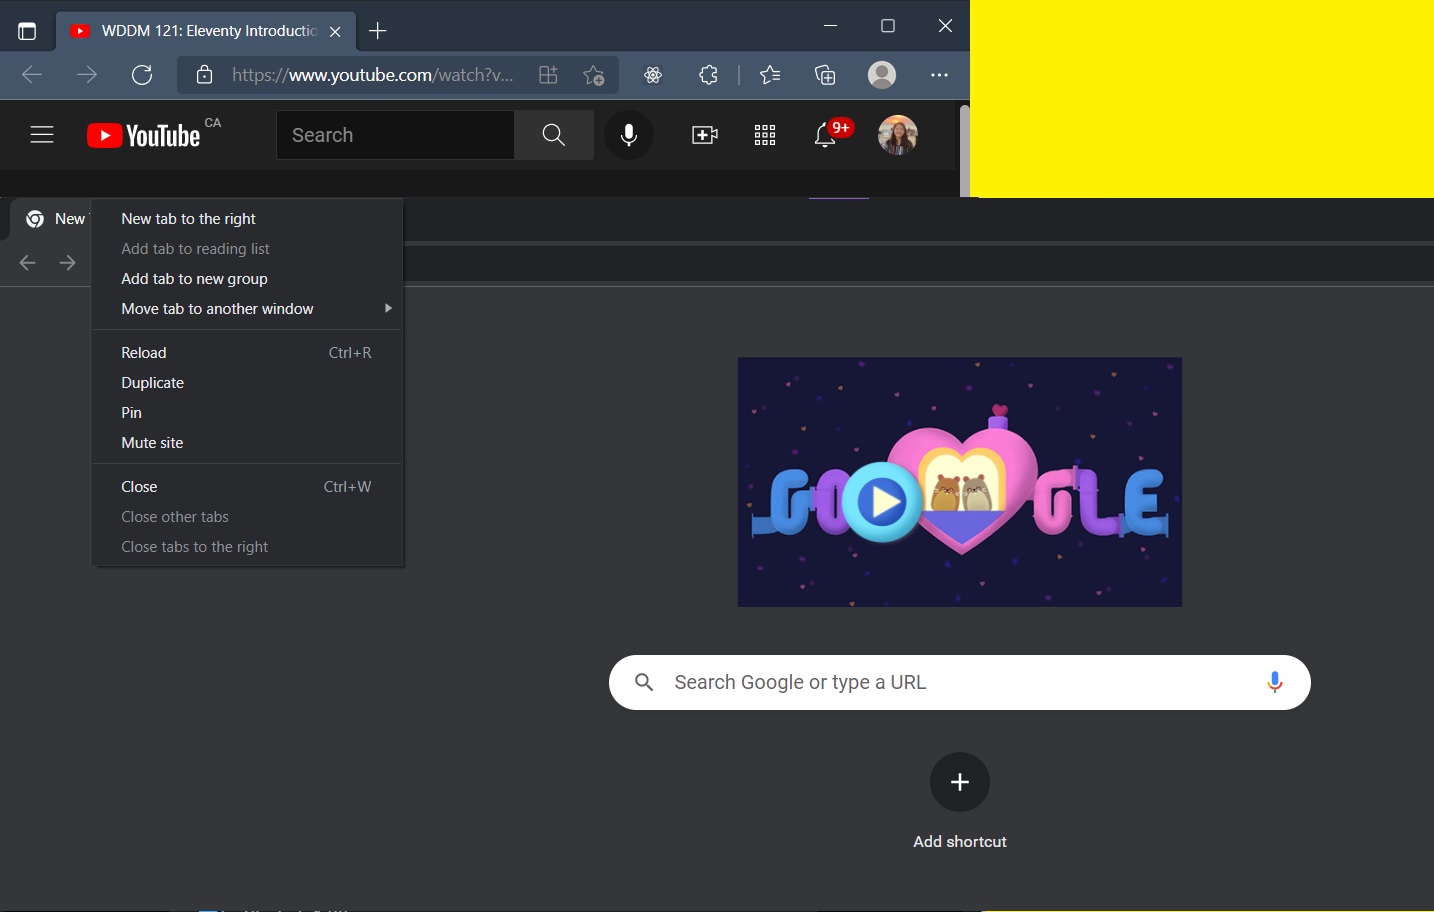 WDDM 121: Eleventy Introductio
https://www.youtube.com/watch?v...
YouTube CA
Search
9+
New
New tab to the right
Add tab to reading list
Add tab to new group
Move tab to another window
Reload Ctrl+R
Duplicate
Pin
Mute site
Close Ctrl+W
Close other tabs
Close tabs to the right
GOOGLE
Search Google or type a URL
Add shortcut